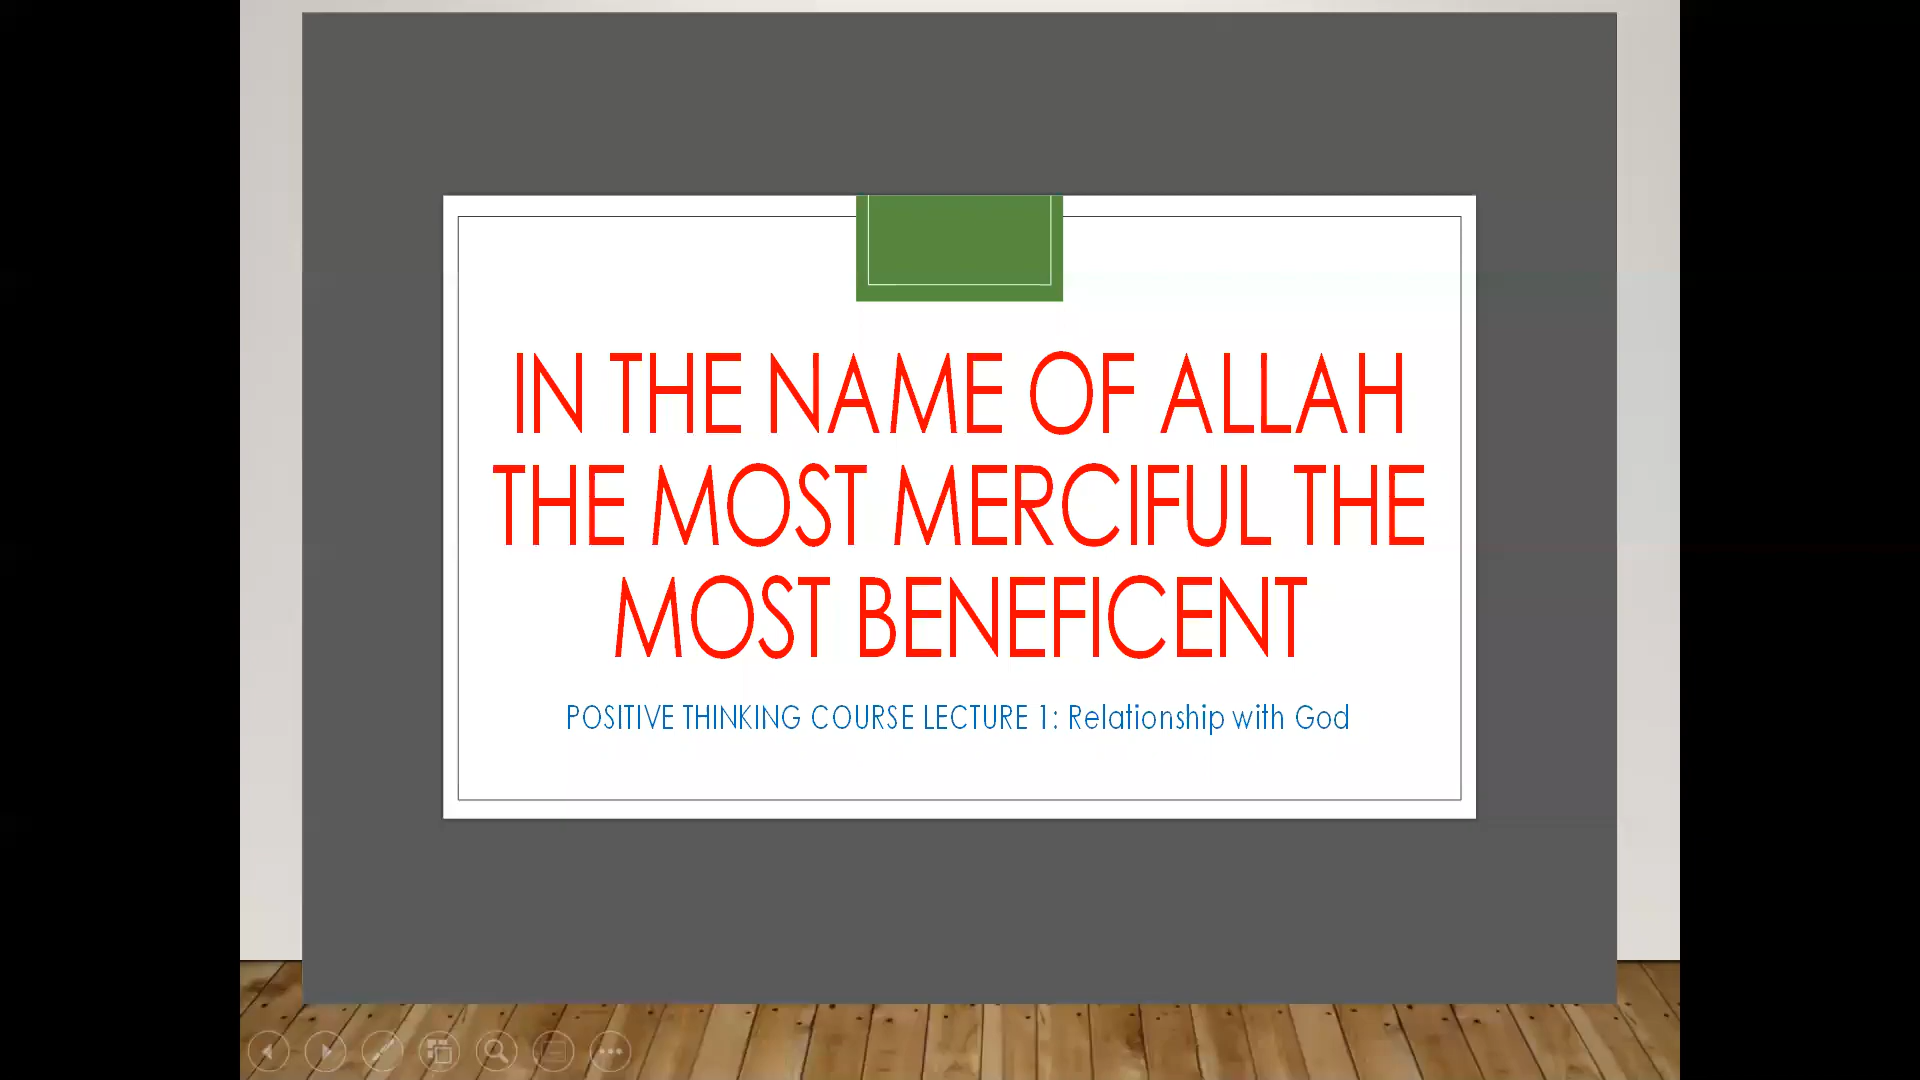 IN THE NAME OF ALLAH
THE MOST MERCIFUL THE
MOST BENEFICENT
POSITIVE THINKING COURSE LECTURE 1: Relationship with God